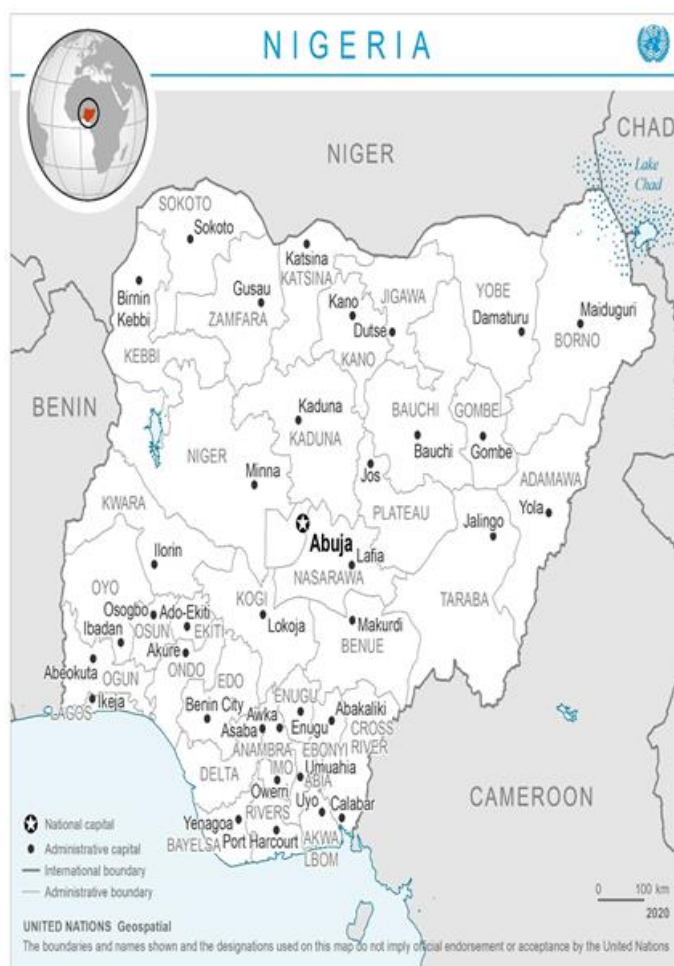 NIGERIA
CHAD
Lake
Chad
NIGER
SOKOTO
Sokoto
Katsina
KATSINA
Birnin
Kebbi
Gusau
ZAMFARA
Kano
JIGAWA
Dutse
KANO
YOBE
Damaturu
Maiduguri
BORNO
KEBBI
BENIN
Kaduna
KADUNA
BAUCHI
Bauchi
GOMBE
Gombe
NIGER
Minna
Jos
ADAMAWA
Yola
KWARA
PLATEAU
Jalingo
Abuja
Ilorin
Lafia
NASARAWA
OYO
KOGI
TARABA
Osogbo
Ado-Ekiti
Ibadan
OSUN
EKITI
Lokoja
Makurdi
BENUE
Akure
Abeokuta
ONDO
OGUN
EDO
Ikeja
LAGOS
ENUGU
Benin City
Awka
Abakaliki
Asaba
Enugu
CROSS
RIVER
ANAMBRA
EBONYI
IMO
Umuahia
DELTA
ABIA
Owerri
CAMEROON
RIVERS
Uyo
Calabar
Yenagoa
BAYELSA
Port Harcourt
AKWA
LBOM
National capital
Administrative capital
International boundary
Administrative boundary
0 100 km
2020
UNITED NATIONS Geospatial
The boundaries and names shown and the designations used on this map do not imply official endorsement or acceptance by the United Nations